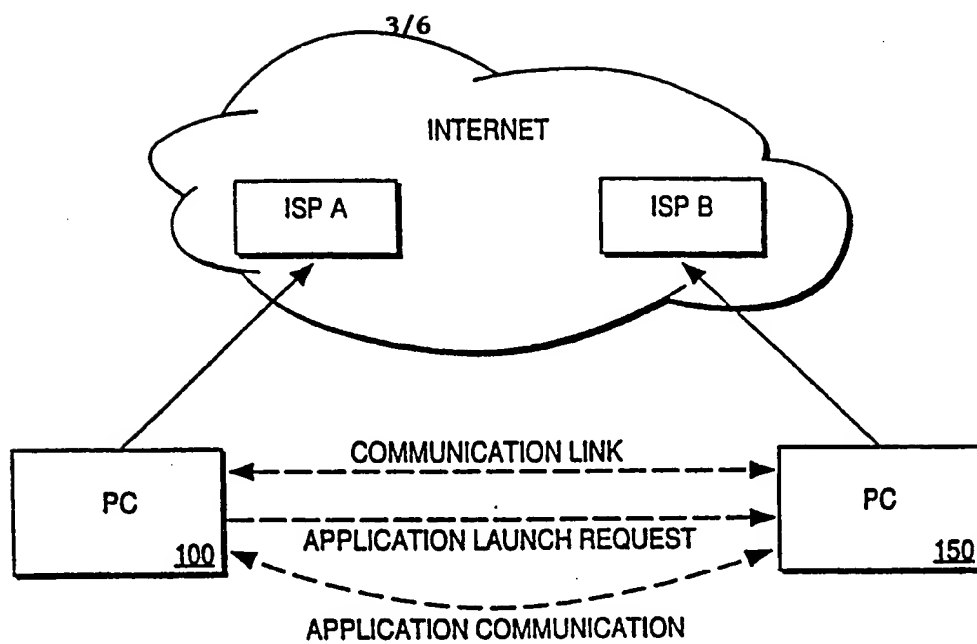 3/6
INTERNET
ISP A
ISP B
COMMUNICATION LINK
PC
PC
APPLICATION LAUNCH REQUEST
100
150
APPLICATION COMMUNICATION